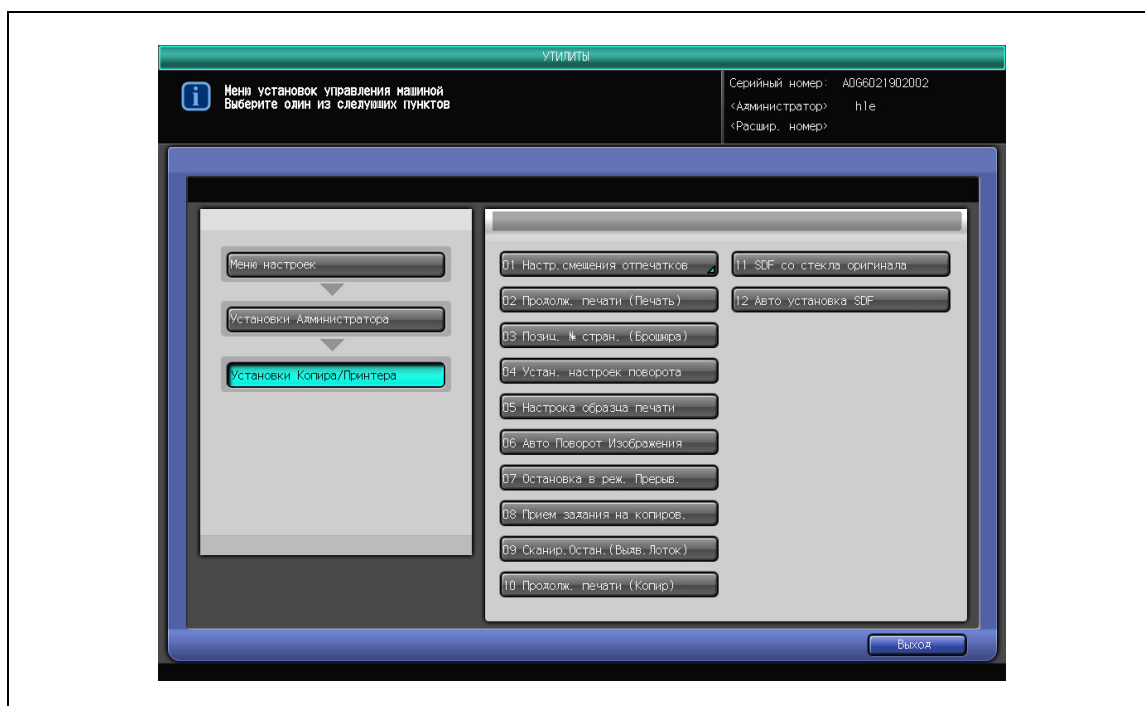 УТИЛИТЫ
Меню установок управления машиной
Выберите один из следующих пунктов
Серийный номер: A0G6021902002
<Администратор> hle
<Расшир. номер>
Меню настроек
Установки Администратора
Установки Копира/Принтера
01 Настр.смешения отпечатков
02 Продолж. печати (Печать)
03 Позиц. № стран. (Брошюра)
04 Устан. настроек поворота
05 Настрока образца печати
06 Авто Поворот Изображения
07 Остановка в реж. Прерыв.
08 Прием задания на копиров.
09 Сканир.Остан.(Выдв.Лоток)
10 Продолж. печати (Копир)
11 SDF со стекла оригинала
12 Авто установка SDF
Выход